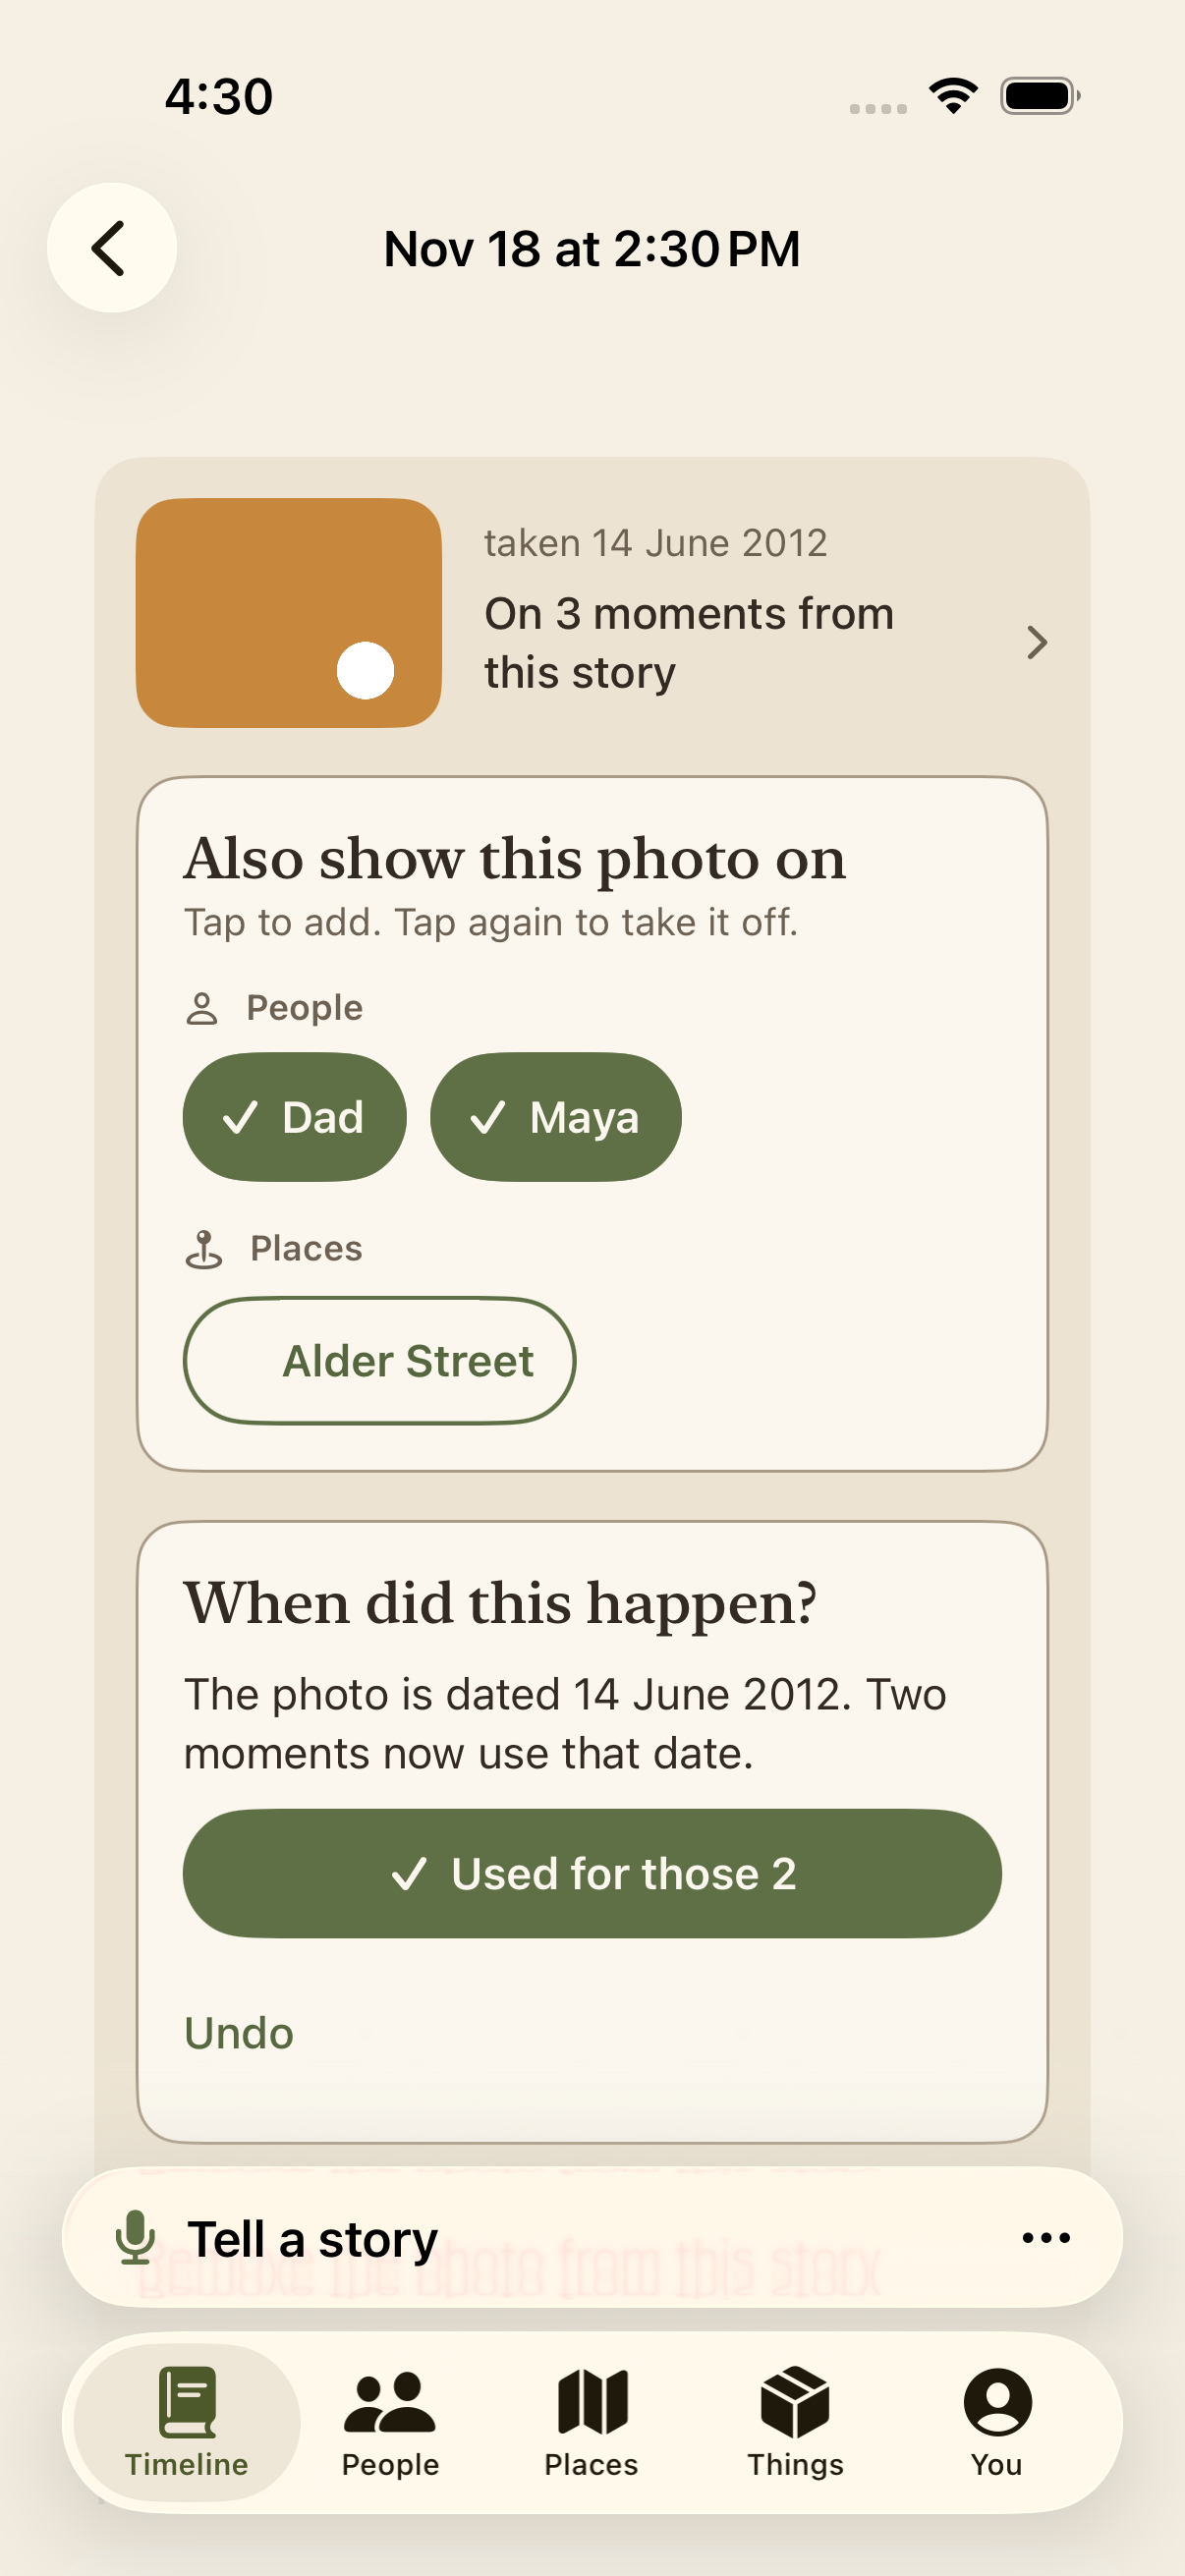 4:30
Nov 18 at 2:30 PM
taken 14 June 2012
On 3 moments from
this story
Also show this photo on
Tap to add. Tap again to take it off.
People
Dad
Maya
Places
Alder Street
When did this happen?
The photo is dated 14 June 2012. Two
moments now use that date.
Used for those 2
Undo
Tell a story
Timeline
People
Places
Things
You